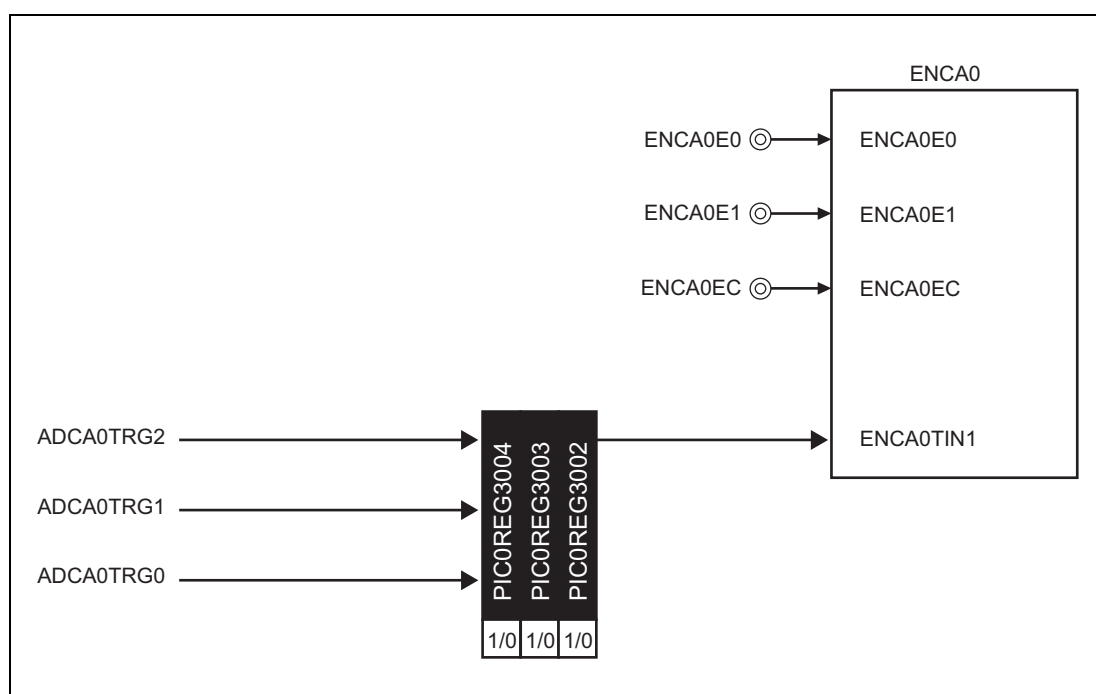 ENCA0
ENCA0E0 ENCA0E0
ENCA0E1 ENCA0E1
ENCA0EC ENCA0EC
ADCA0TRG2 ENCA0TIN1
ADCA0TRG1
ADCA0TRG0
PIC0REG3004
PIC0REG3003
PIC0REG3002
1/0 1/0 1/0